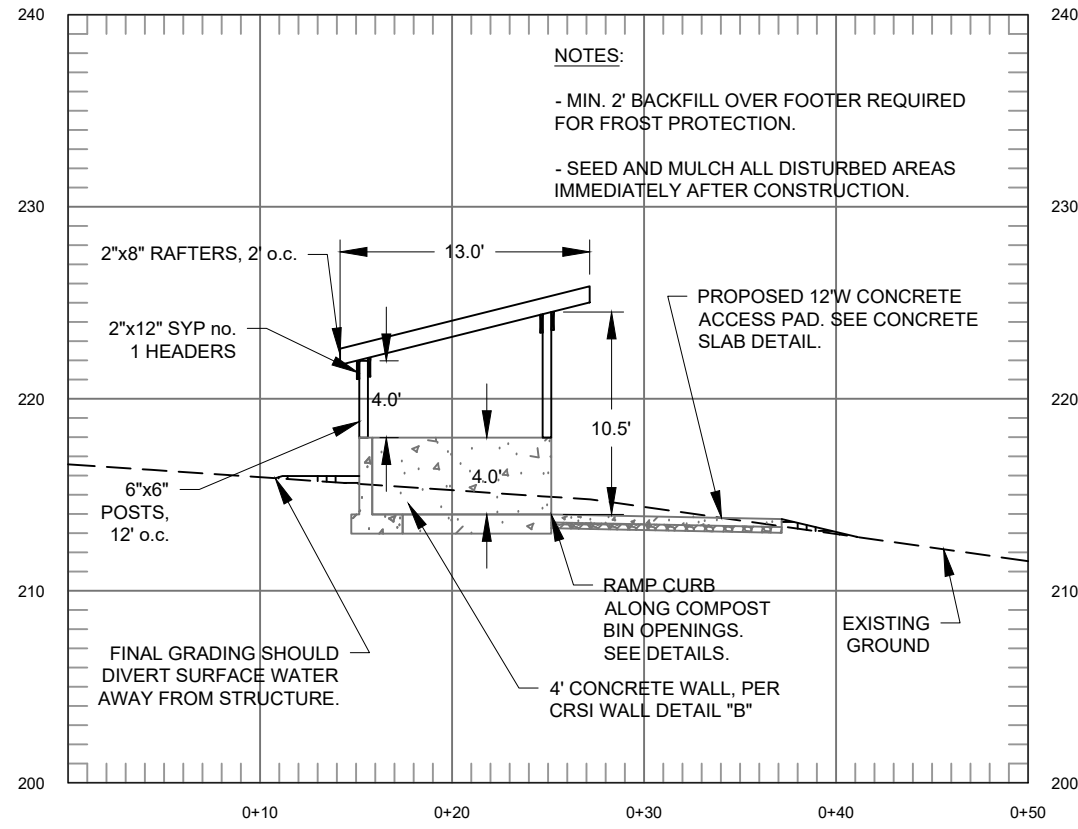 240
240
NOTES:
- MIN. 2' BACKFILL OVER FOOTER REQUIRED
FOR FROST PROTECTION.
- SEED AND MULCH ALL DISTURBED AREAS
IMMEDIATELY AFTER CONSTRUCTION.
230
230
2"x8" RAFTERS, 2' o.c.
13.0'
2"x12" SYP no.
1 HEADERS
PROPOSED 12'W CONCRETE
ACCESS PAD. SEE CONCRETE
SLAB DETAIL.
220
220
4.0'
10.5'
4.0'
6"x6"
POSTS,
12' o.c.
210
210
RAMP CURB
ALONG COMPOST
BIN OPENINGS.
SEE DETAILS.
EXISTING
GROUND
FINAL GRADING SHOULD
DIVERT SURFACE WATER
AWAY FROM STRUCTURE.
4' CONCRETE WALL, PER
CRSI WALL DETAIL "B"
200
200
0+10
0+20
0+30
0+40
0+50